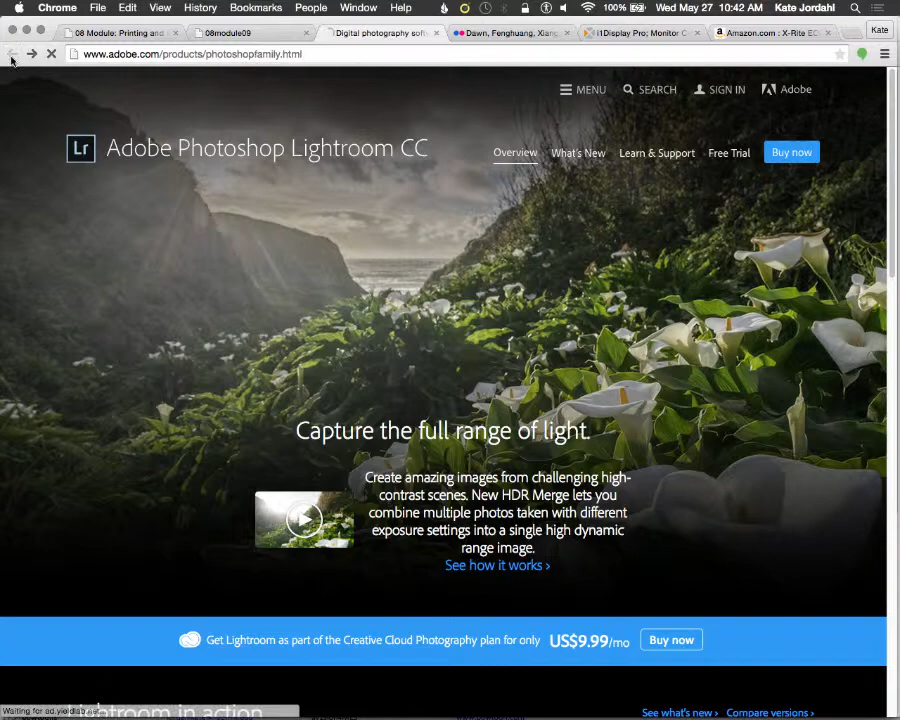 Chrome File Edit View History Bookmarks People Window Help 100% Wed May 27 10:42 AM Kate Jordahl
08 Module: Printing and 08module09 Digital photography soft Dawn, Fenghuang, Xiang i1Display Pro; Monitor C Amazon.com : X-Rite EO Kate
www.adobe.com/products/photoshopfamily.html
MENU SEARCH SIGN IN Adobe
Lr Adobe Photoshop Lightroom CC
Overview What's New Learn & Support Free Trial Buy now
Capture the full range of light.
Create amazing images from challenging high-
contrast scenes. New HDR Merge lets you
combine multiple photos taken with different
exposure settings into a single high dynamic
range image.
See how it works ›
Get Lightroom as part of the Creative Cloud Photography plan for only US$9.99/mo Buy now
Lightroom in action See what's new › Compare versions ›